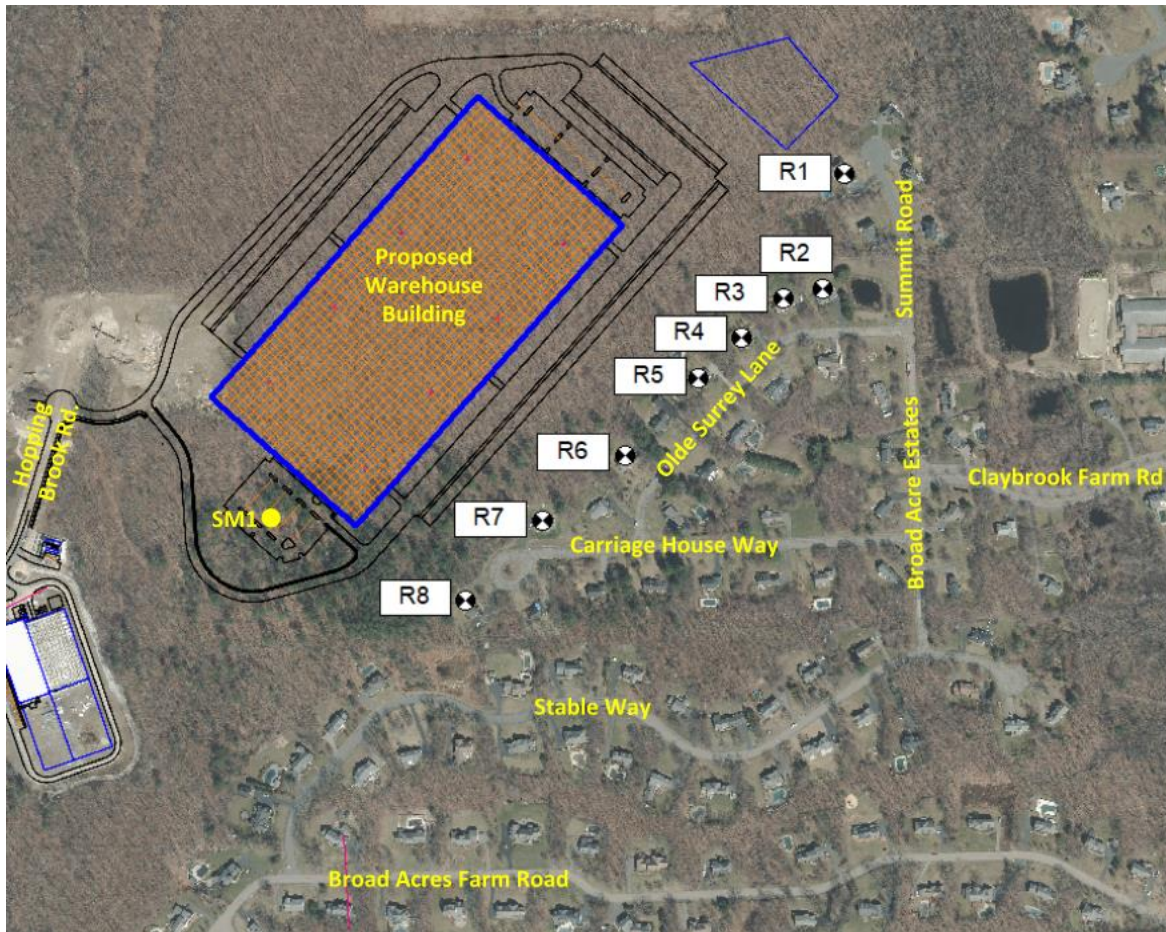 R1
Summit Road
R2
Proposed
Warehouse
Building
R3
R4
R5
Olde Surrey Lane
Hopping
Brook Rd.
R6
Broad Acre Estates
Claybrook Farm Rd
SM1
R7
Carriage House Way
R8
Stable Way
Broad Acres Farm Road